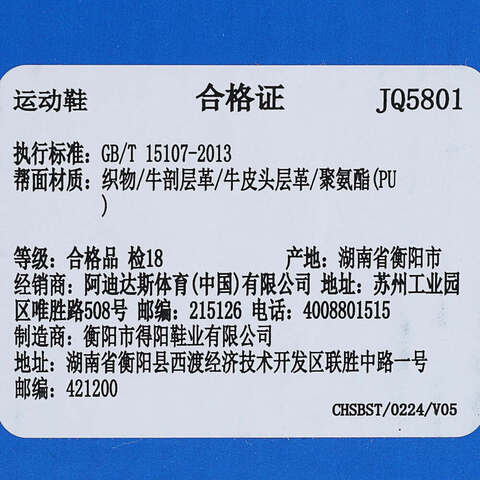 运动鞋 合格证 JQ5801
执行标准: GB/T 15107-2013
帮面材质: 织物/牛剖层革/牛皮头层革/聚氨酯(PU
)
等级: 合格品 检18 产地: 湖南省衡阳市
经销商: 阿迪达斯体育(中国)有限公司 地址: 苏州工业园
区唯胜路508号 邮编: 215126 电话: 4008801515
制造商: 衡阳市得阳鞋业有限公司
地址: 湖南省衡阳县西渡经济技术开发区联胜中路一号
邮编: 421200
CHSBST/0224/V05